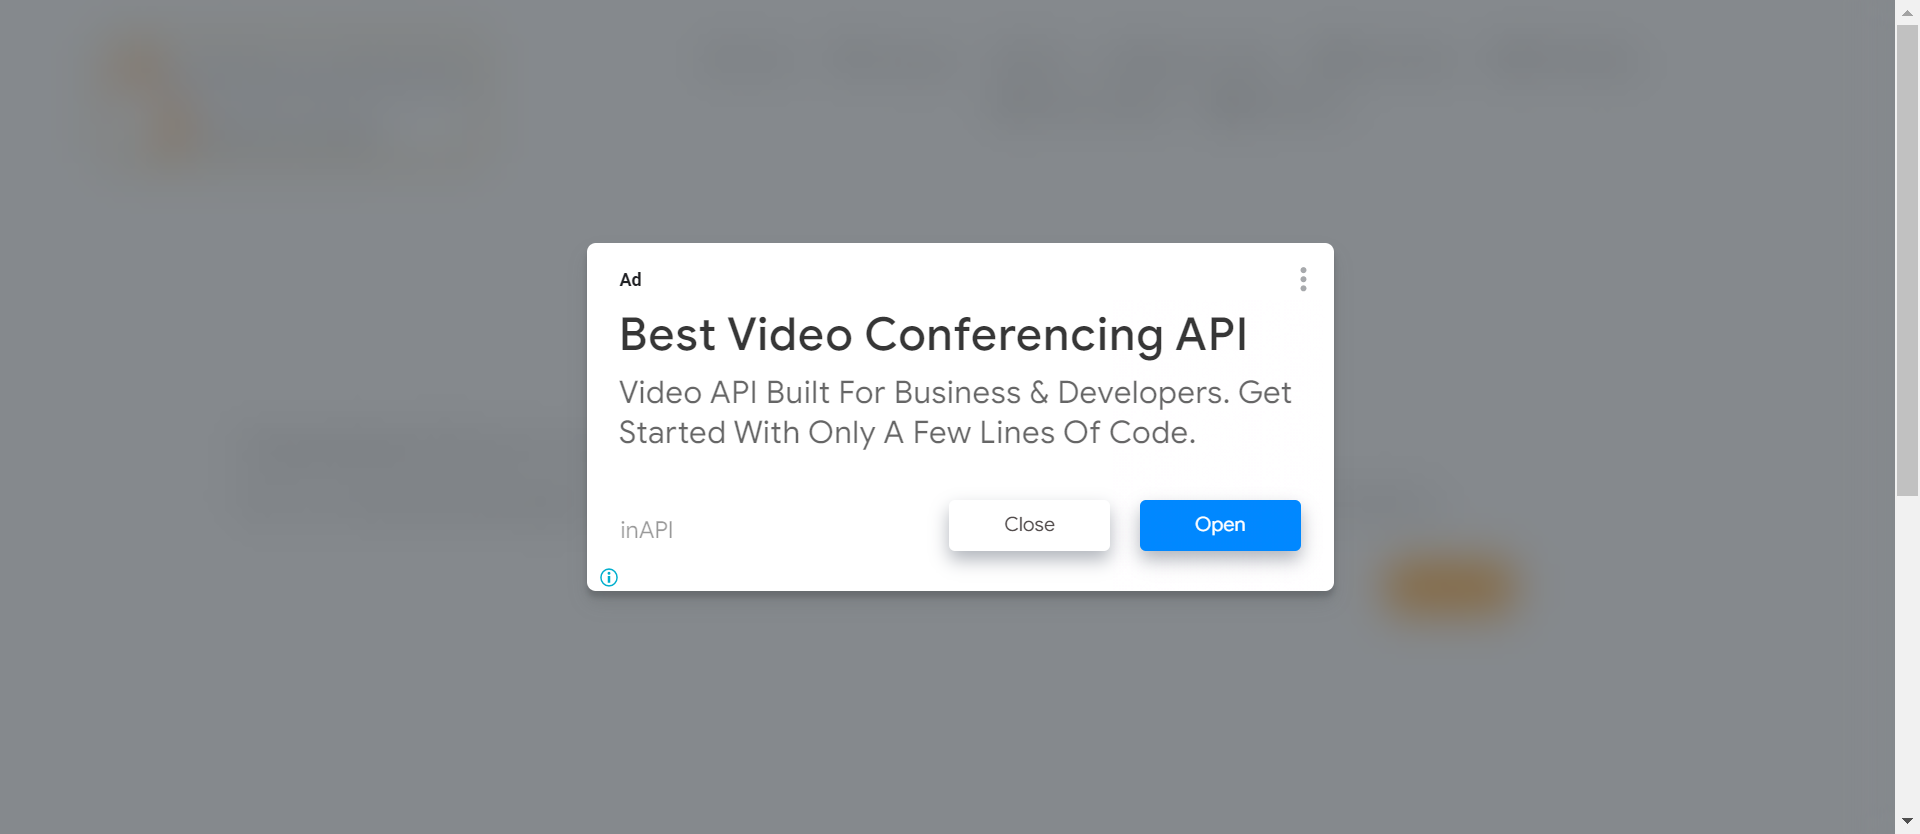 Ad
Best Video Conferencing API
Video API Built For Business & Developers. Get
Started With Only A Few Lines Of Code.
inAPI
Close
Open